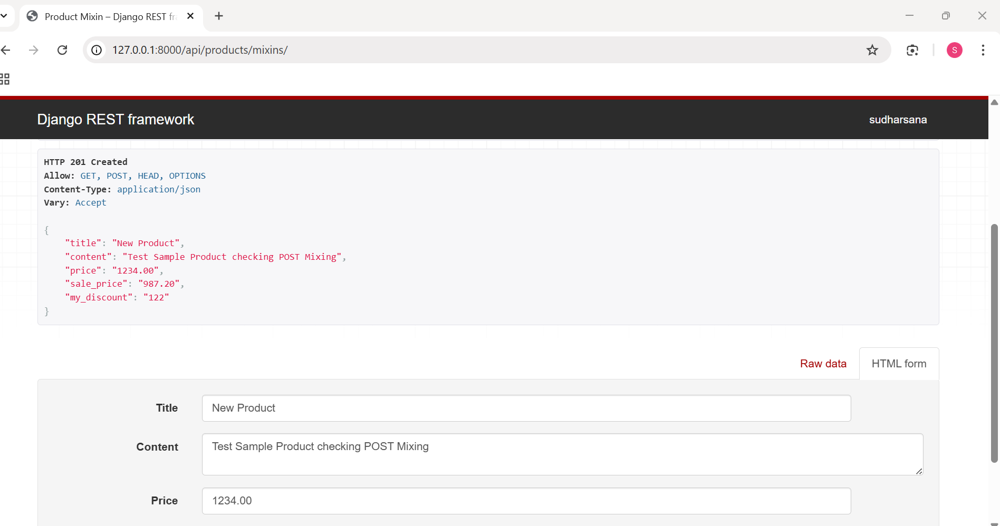 Product Mixin – Django REST fr
127.0.0.1:8000/api/products/mixins/
S
Django REST framework
sudharsana
HTTP 201 Created
Allow: GET, POST, HEAD, OPTIONS
Content-Type: application/json
Vary: Accept
{
    "title": "New Product",
    "content": "Test Sample Product checking POST Mixing",
    "price": "1234.00",
    "sale_price": "987.20",
    "my_discount": "122"
}
Raw data
HTML form
Title
New Product
Content
Test Sample Product checking POST Mixing
Price
1234.00